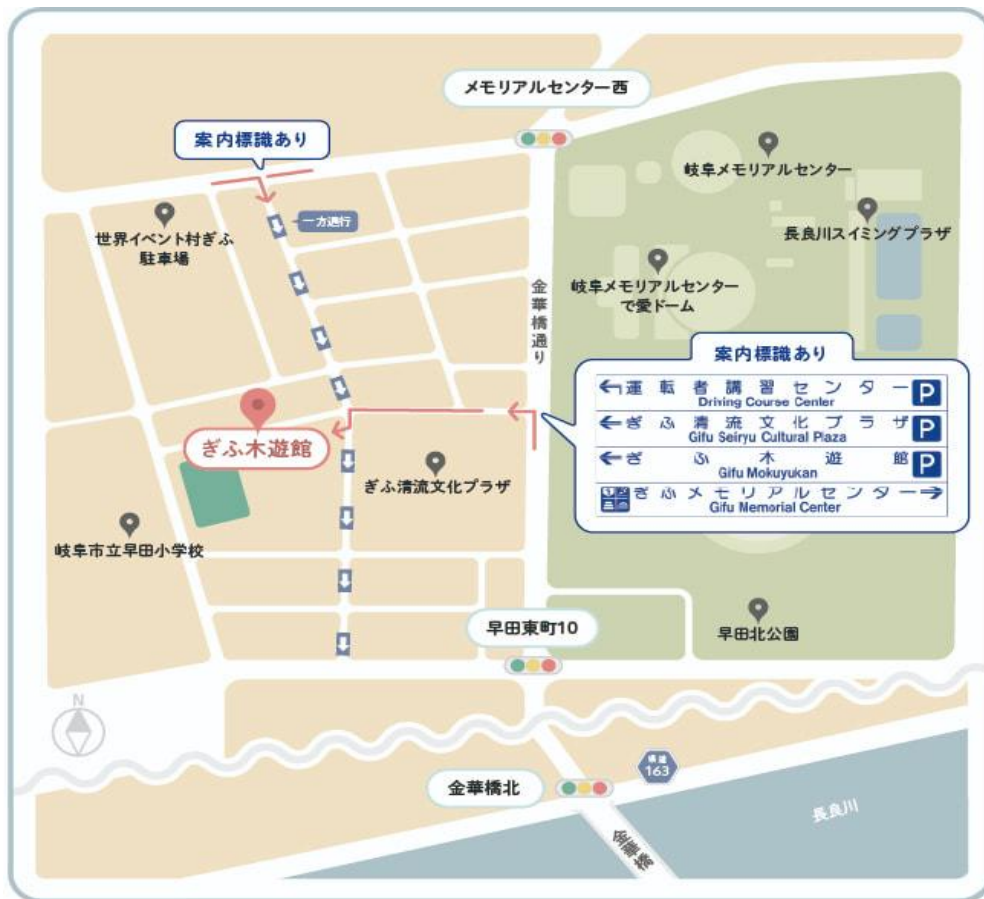 メモリアルセンター西
案内標識あり
岐阜メモリアルセンター
一方通行
世界イベント村ぎふ
駐車場
長良川スイミングプラザ
岐阜メモリアルセンター
で愛ドーム
金華橋通り
案内標識あり
←運転者講習センター P
Driving Course Center
←ぎふ清流文化プラザ P
Gifu Seiryu Cultural Plaza
←ぎふ木遊館 P
Gifu Mokuyukan
ぎふメモリアルセンター→
Gifu Memorial Center
ぎふ木遊館
ぎふ清流文化プラザ
岐阜市立早田小学校
早田東町10
早田北公園
N
県道
163
金華橋北
長良川
金華橋